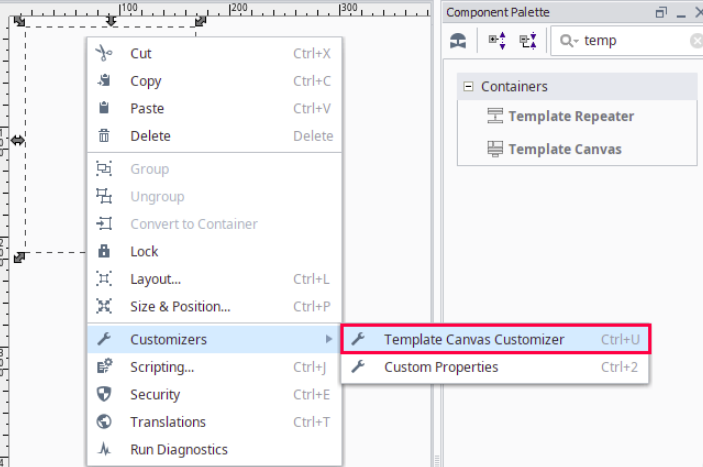 |100 |200 |300
Component Palette
temp
Containers
Template Repeater
Template Canvas
Cut Ctrl+X
Copy Ctrl+C
Paste Ctrl+V
Delete Delete
Group
Ungroup
Convert to Container
Lock
Layout... Ctrl+L
Size & Position... Ctrl+P
Customizers
Template Canvas Customizer Ctrl+U
Custom Properties Ctrl+2
Scripting... Ctrl+J
Security Ctrl+E
Translations Ctrl+T
Run Diagnostics